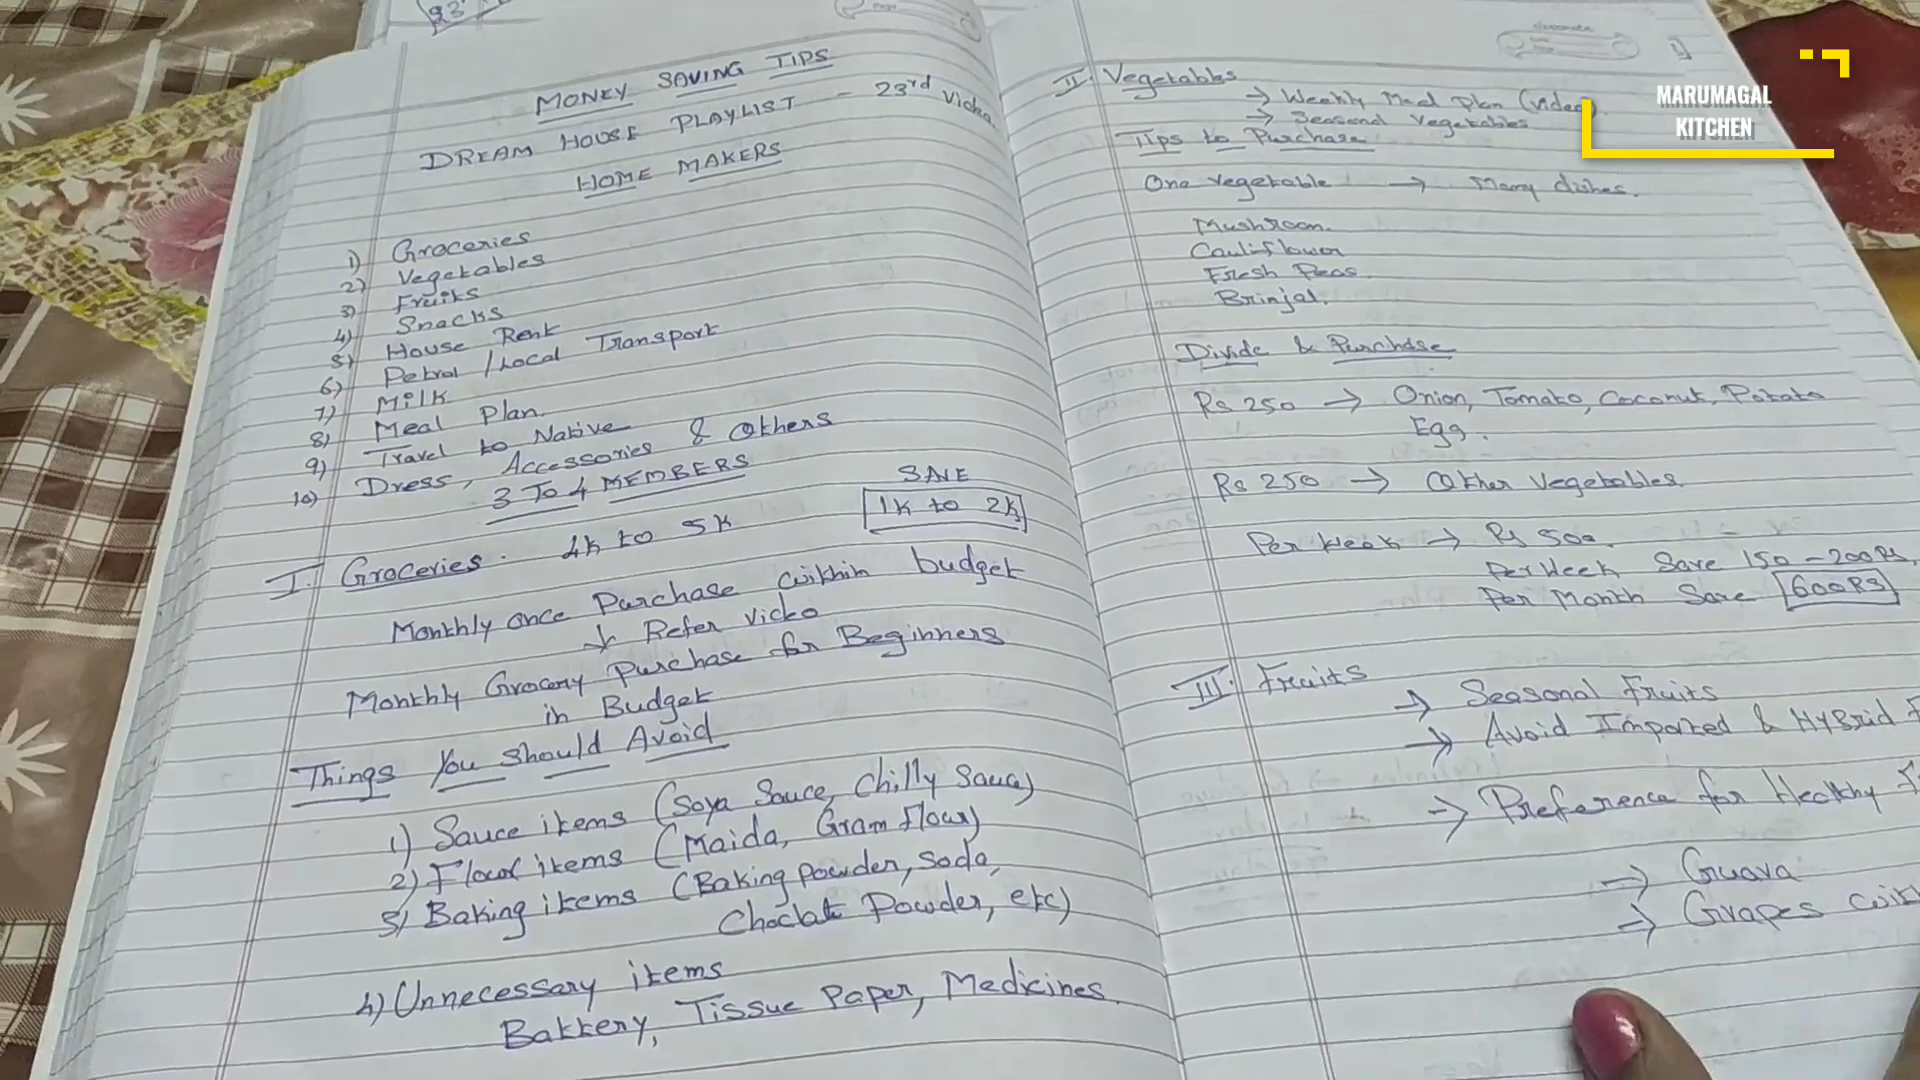 MONEY SAVING TIPS
DREAM HOUSE PLAYLIST - 23rd
HOME MAKERS
1) Groceries
2) Vegetables
3) Fruits
4) Snacks
5) House Rent
6) Petrol / Local Transport
7) Milk
8) Meal Plan
9) Travel to Native
10) Dress, Accessories & Others
3 TO 4 MEMBERS
SAVE
I. Groceries. 4k to 5k 1k to 2k
Monthly once Purchase within budget
Refer video
Monthly Grocery Purchase for Beginners
in Budget
Things You Should Avoid
1) Sauce items (Soya Sauce, Chilly Sauce)
2) Flour items (Maida, Gram Flour)
3) Baking items (Baking Powder, Soda,
Choclate Powder, etc)
4) Unnecessary items
Bakkery, Tissue Paper, Medicines
II. Vegetables
→ Weekly Meal Plan (video)
→ Seasonal Vegetables
Tips to Purchase
One vegetable → Many dishes.
Mushroom.
Cauliflower
Fresh Peas.
Brinjal.
Divide & Purchase
Rs 250 → Onion, Tomato, Coconut, Potato
Egg.
Rs 250 → Other Vegetables.
Per Week → Rs 500.
Per Week Save 150 - 200 Rs.
Per Month Save 600 Rs
III. Fruits
→ Seasonal Fruits
→ Avoid Imported & Hybrid
→ Preference for Healthy
→ Guava
→ Grapes
MARUMAGAL
KITCHEN